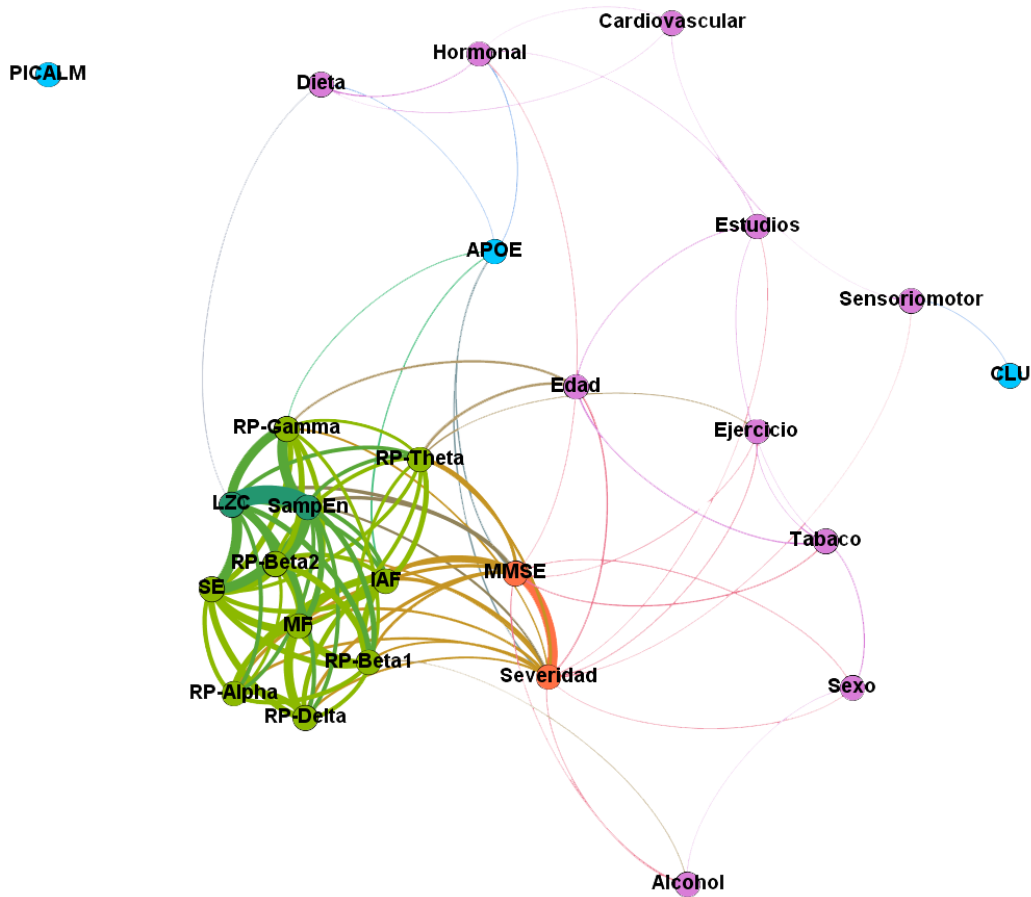 Cardiovascular
Hormonal
PICALM
Dieta
Estudios
APOE
Sensoriomotor
CLU
Edad
RP-Gamma
Ejercicio
RP-Theta
LZC
SampEn
Tabaco
RP-Beta2
MMSE
IAF
SE
MF
RP-Beta1
Severidad
Sexo
RP-Alpha
RP-Delta
Alcohol